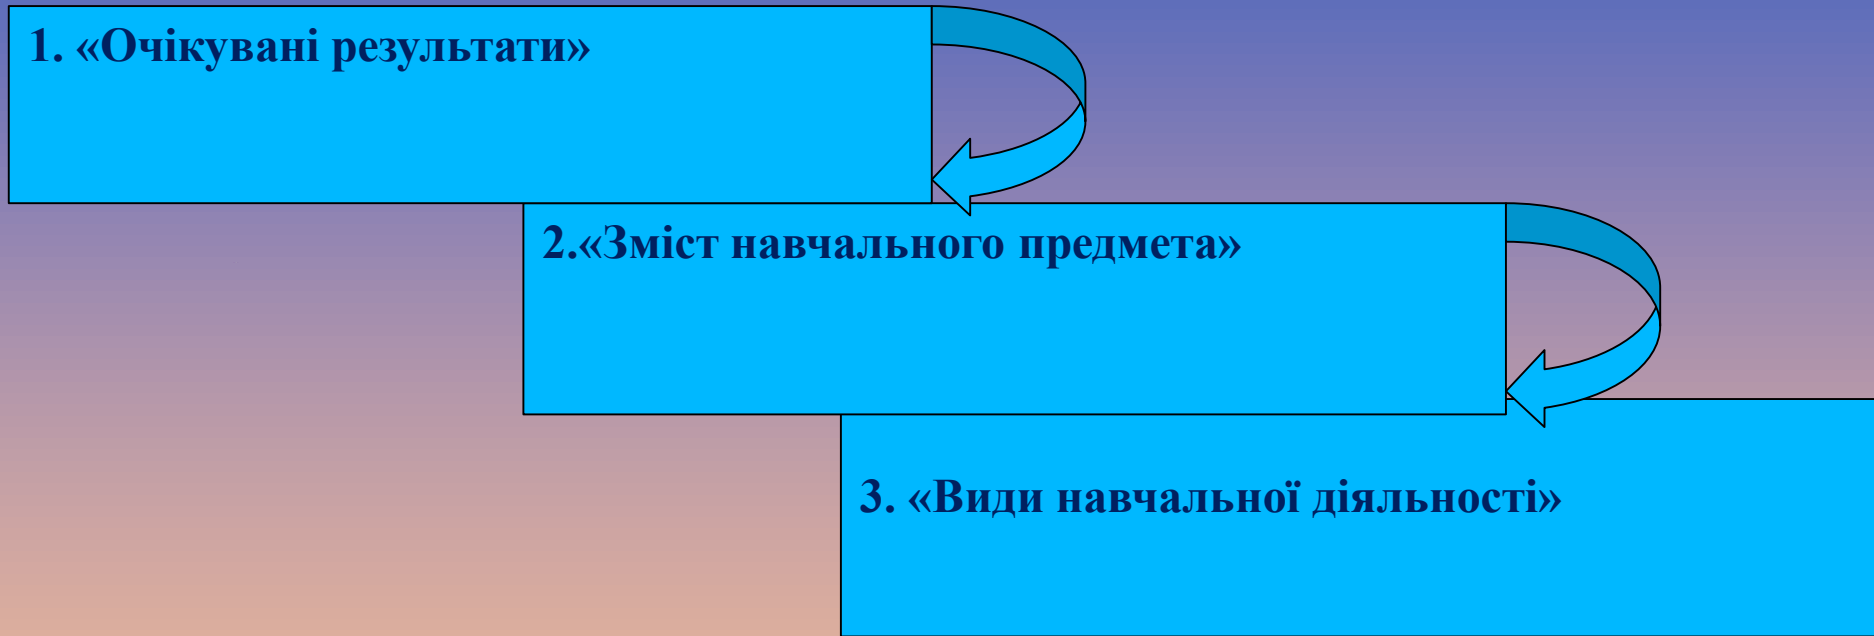 1. «Очікувані результати»
2.«Зміст навчального предмета»
3. «Види навчальної діяльності»